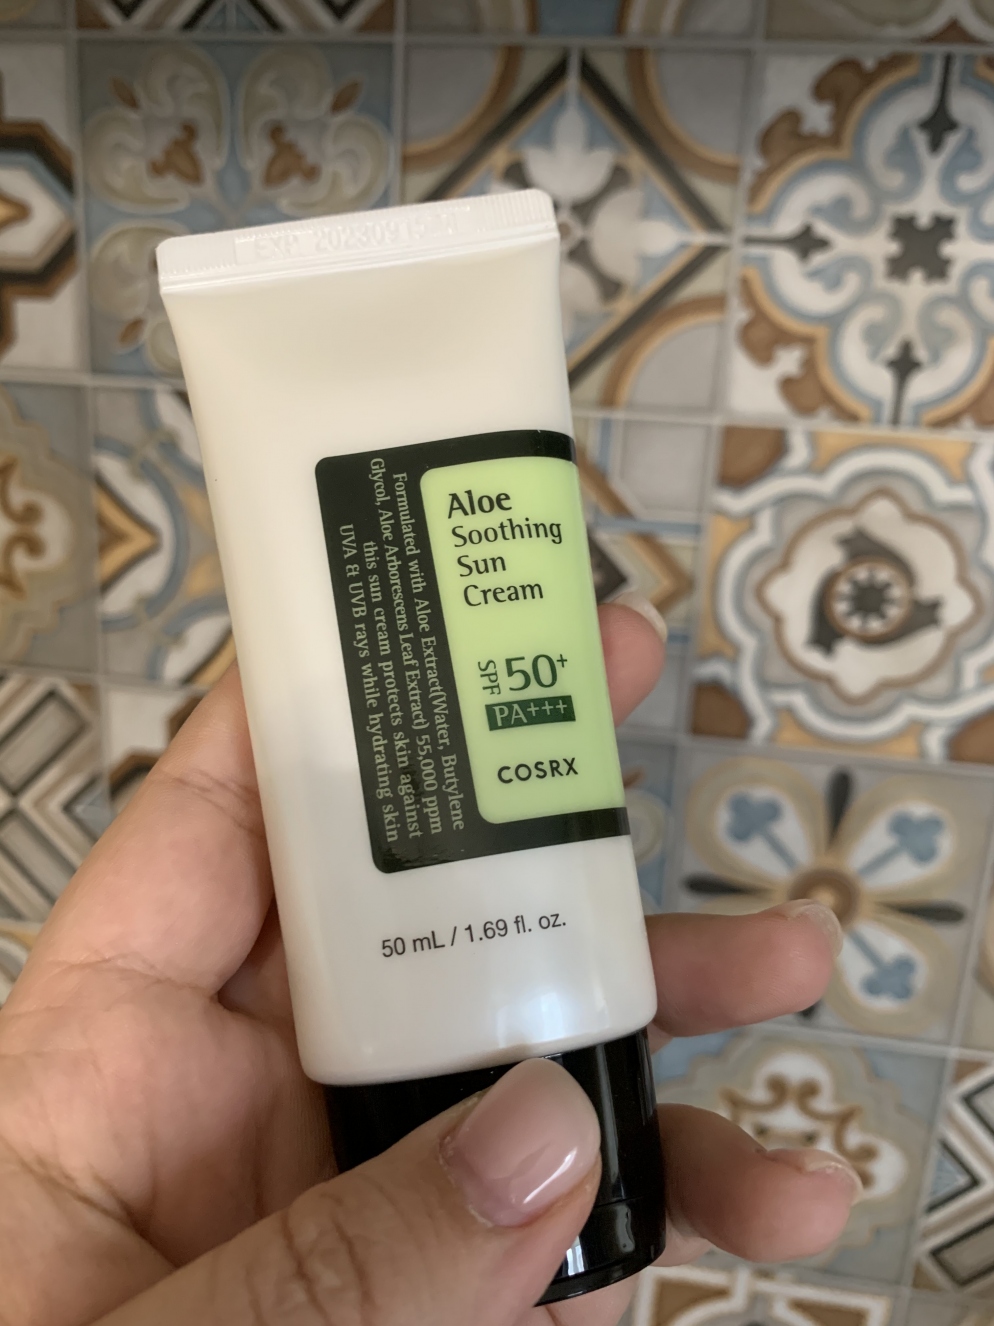 Aloe
Soothing
Sun
Cream
SPF 50+
PA+++
COSRX
Formulated with Aloe Extract(Water, Butylene
Glycol, Aloe Arborescens Leaf Extract) 55,000 ppm
this sun cream protects skin against
UVA & UVB rays while hydrating skin
50 mL / 1.69 fl. oz.
EXP